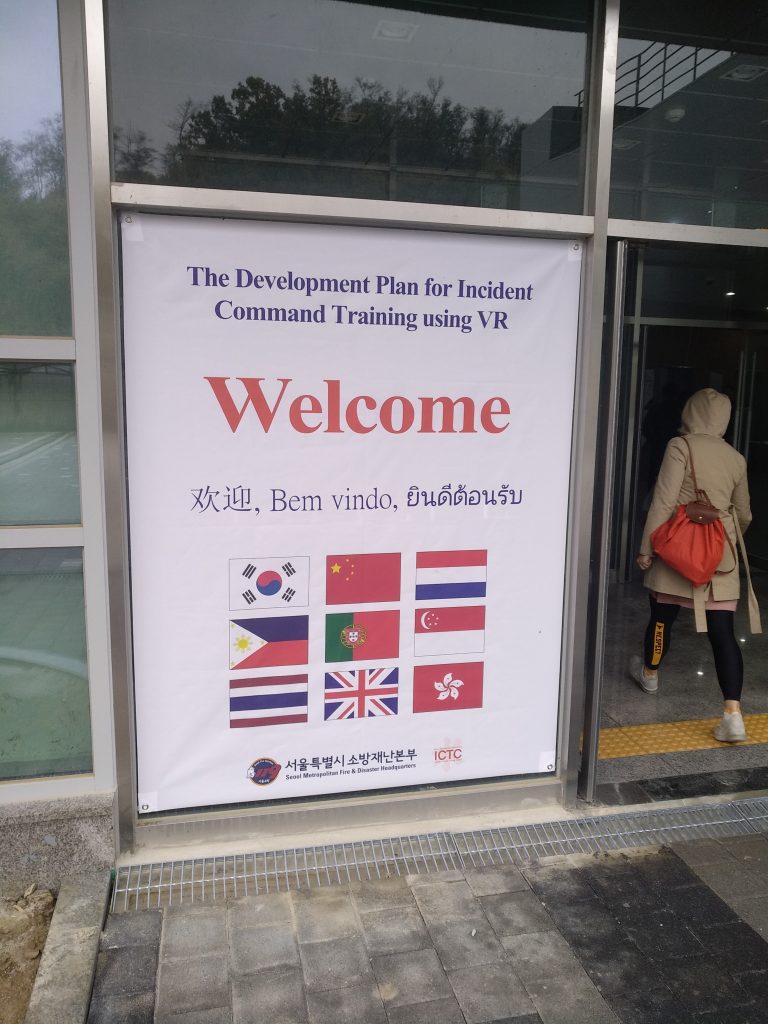 The Development Plan for Incident
Command Training using VR
Welcome
欢迎, Bem vindo, ยินดีต้อนรับ
119
서울특별시 소방재난본부
Seoul Metropolitan Fire & Disaster Headquarters
ICTC
RESPECT